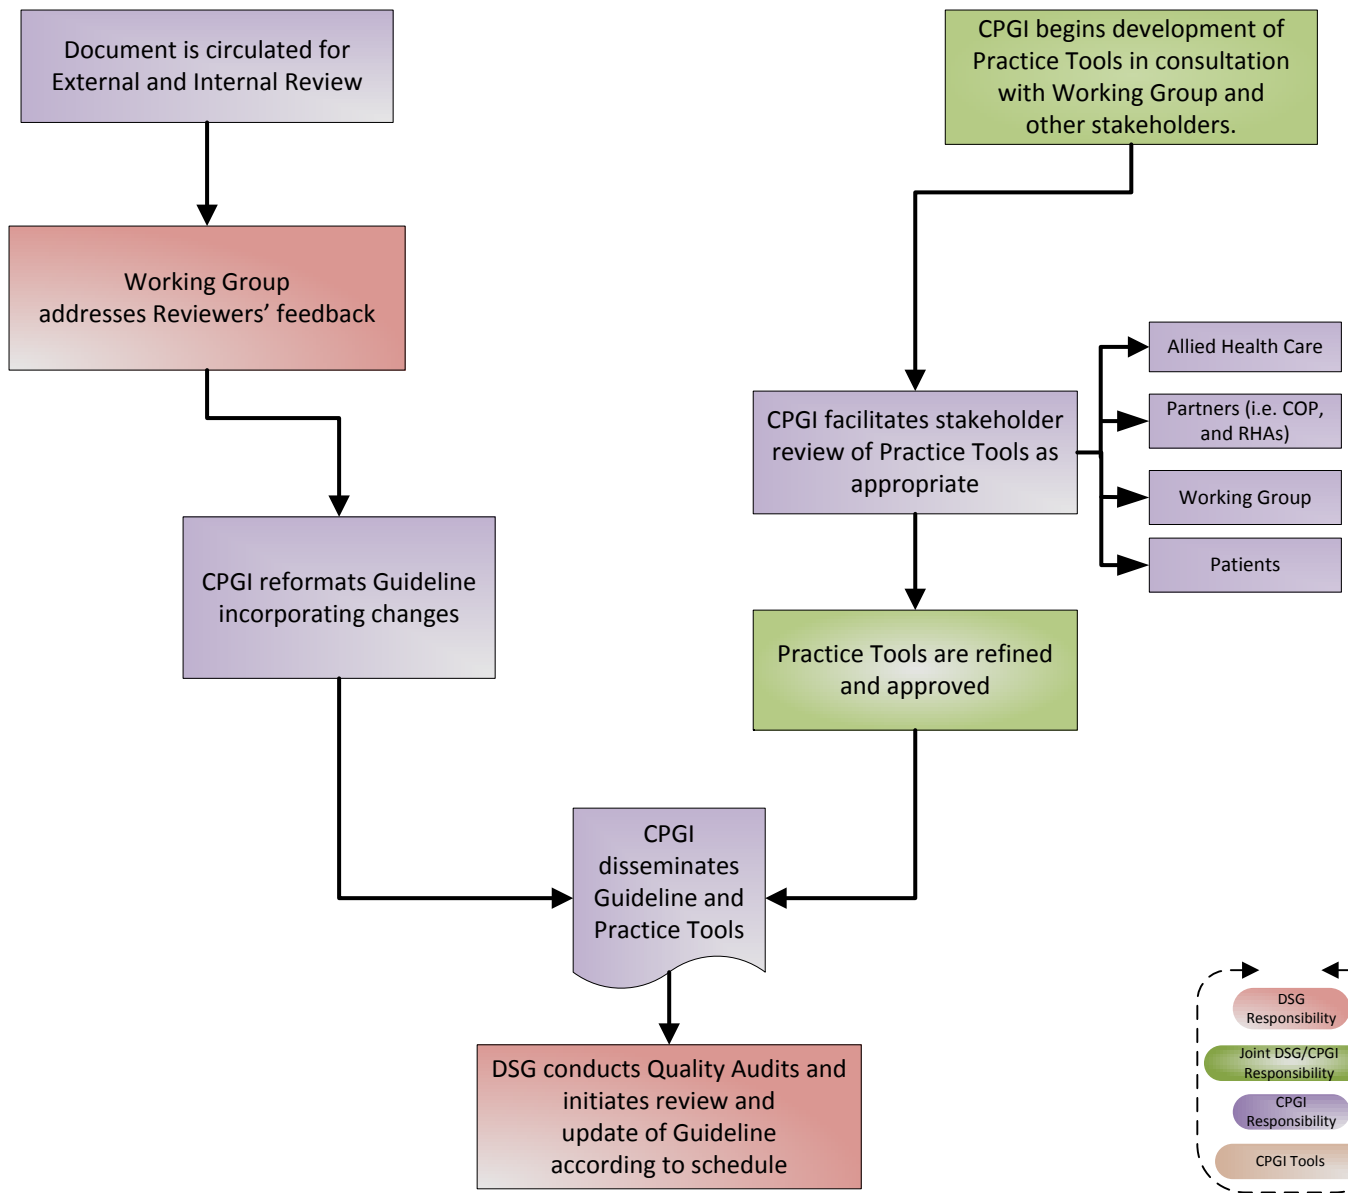 Document is circulated for
External and Internal Review
CPGI begins development of
Practice Tools in consultation
with Working Group and
other stakeholders.
Working Group
addresses Reviewers’ feedback
Allied Health Care
Partners (i.e. COP,
and RHAs)
CPGI facilitates stakeholder
review of Practice Tools as
appropriate
Working Group
Patients
CPGI reformats Guideline
incorporating changes
Practice Tools are refined
and approved
CPGI
disseminates
Guideline and
Practice Tools
DSG conducts Quality Audits and
initiates review and
update of Guideline
according to schedule
DSG
Responsibility
Joint DSG/CPGI
Responsibility
CPGI
Responsibility
CPGI Tools